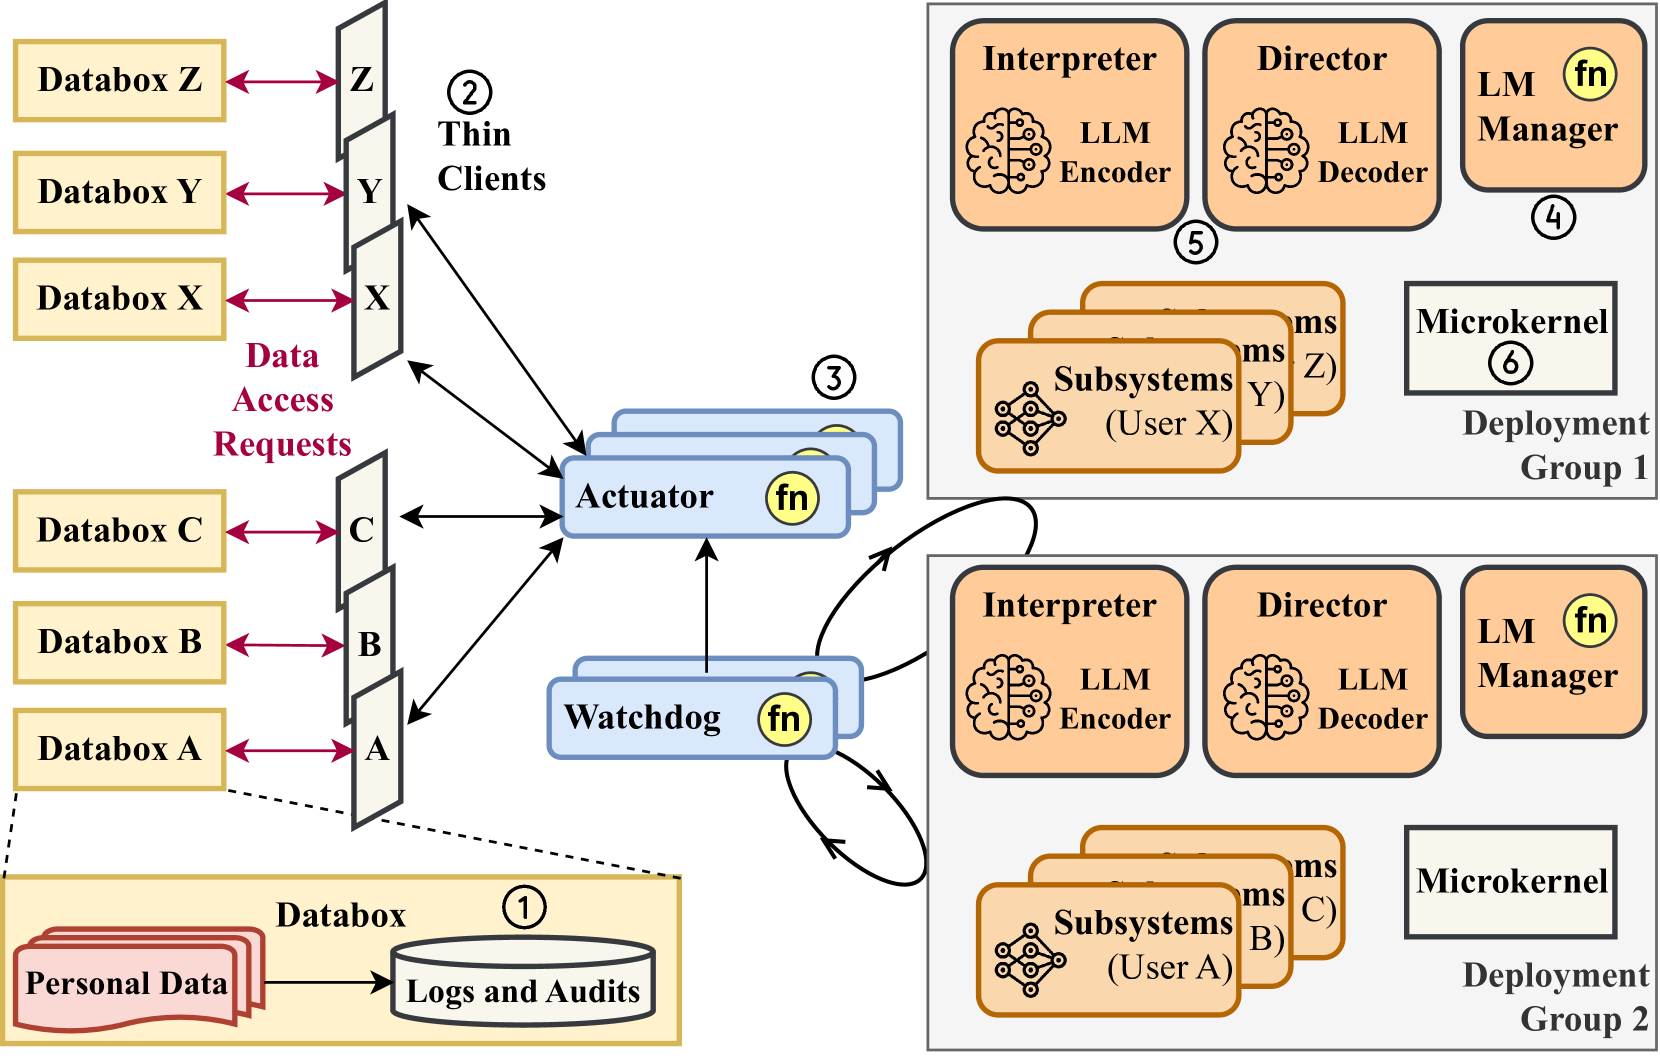 Databox Z
Z
②
Thin
Clients
Databox Y
Y
Databox X
X
Data
Access
Requests
Databox C
C
Databox B
B
Databox A
A
Databox
①
Personal Data
Logs and Audits
③
Actuator
fn
Watchdog
fn
Interpreter
LLM
Encoder
Director
LLM
Decoder
LM
Manager
fn
④
⑤
Subsystems
(User X)
ms
Y)
ms
Z)
Microkernel
⑥
Deployment
Group 1
Interpreter
LLM
Encoder
Director
LLM
Decoder
LM
Manager
fn
Subsystems
(User A)
ms
B)
ms
C)
Microkernel
Deployment
Group 2